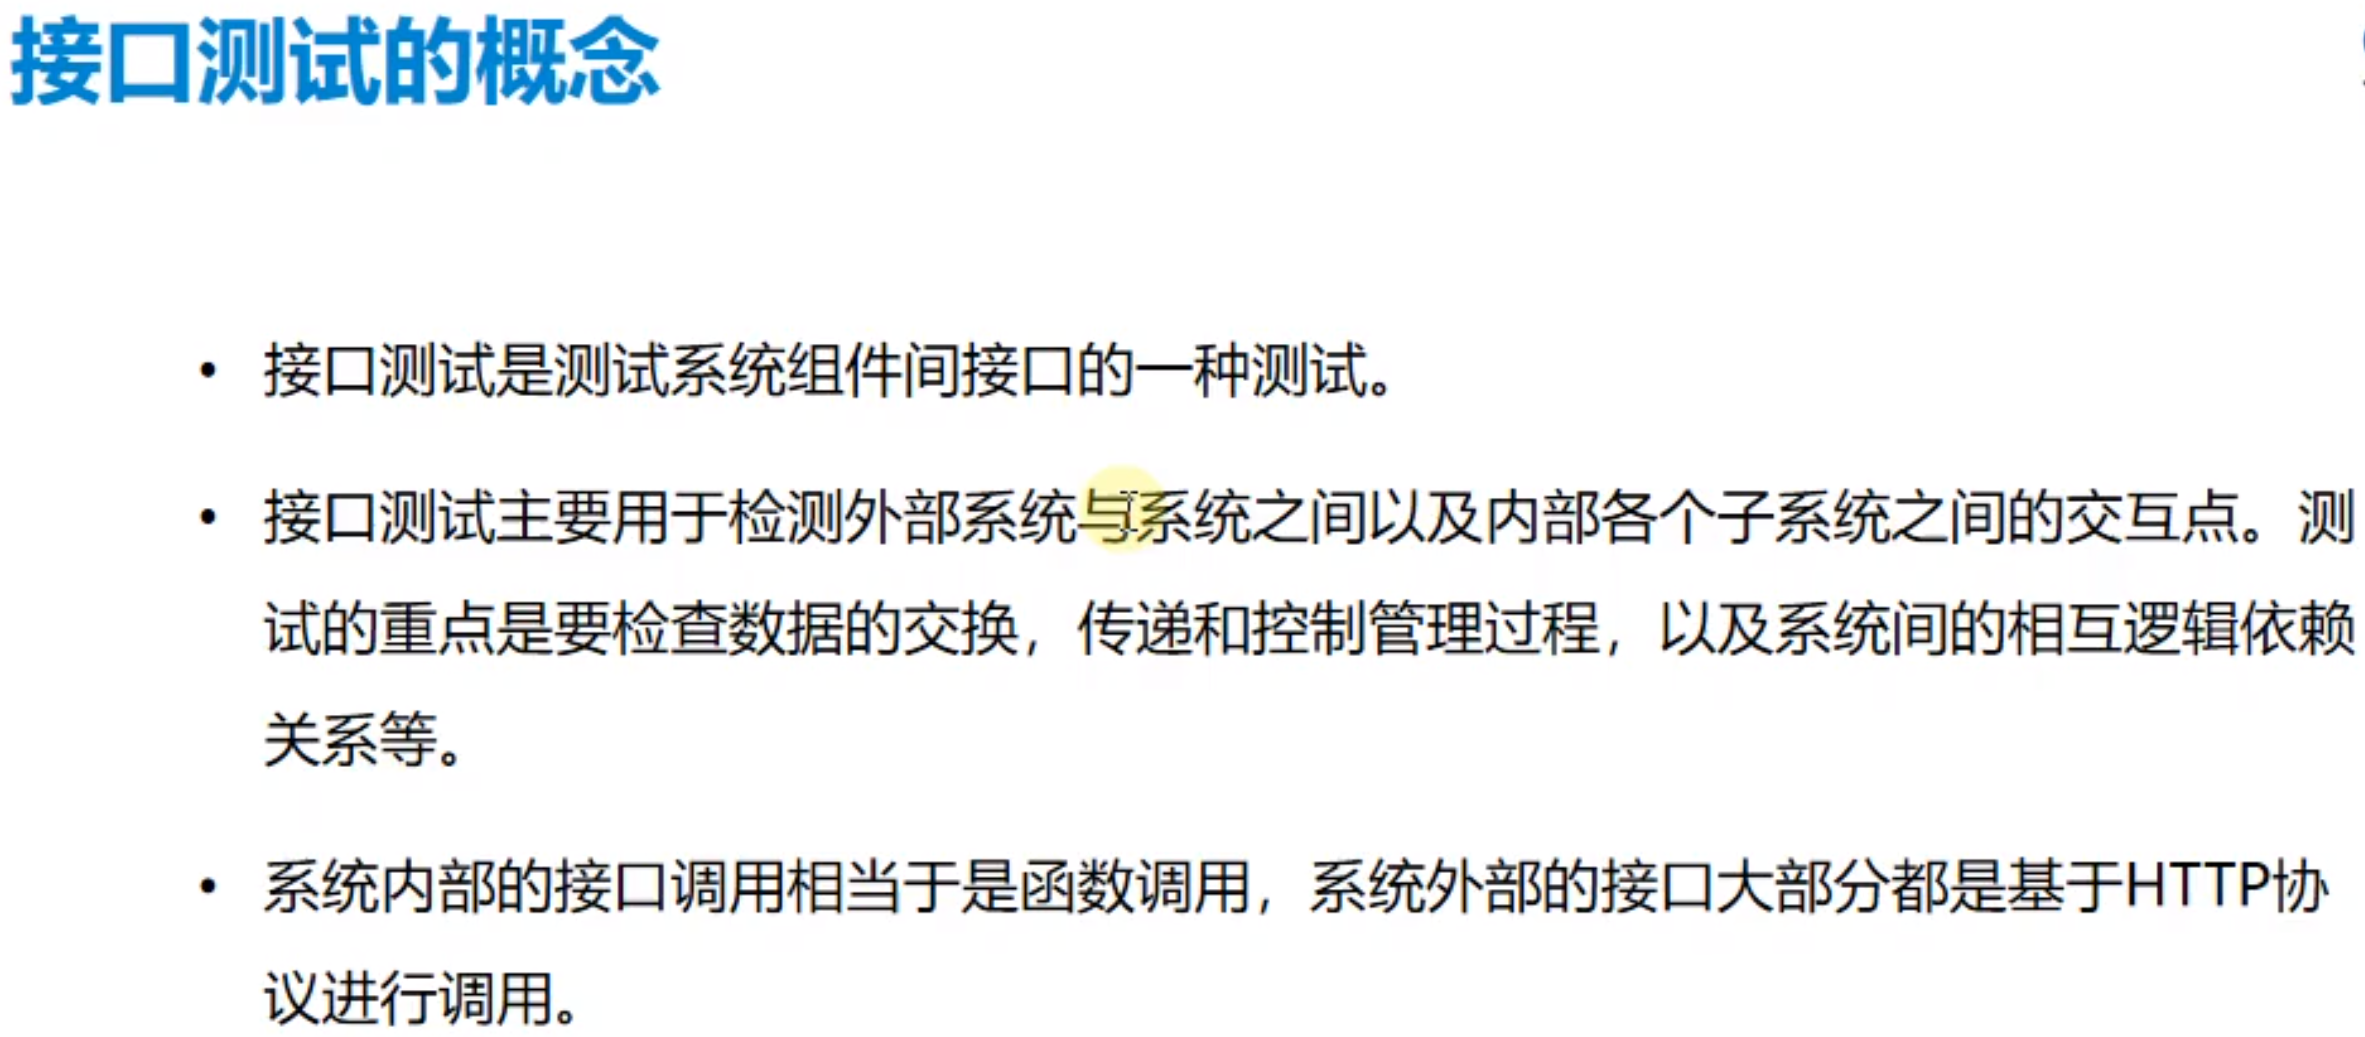 接口测试的概念
• 接口测试是测试系统组件间接口的一种测试。
• 接口测试主要用于检测外部系统与系统之间以及内部各个子系统之间的交互点。测
试的重点是要检查数据的交换，传递和控制管理过程，以及系统间的相互逻辑依赖
关系等。
• 系统内部的接口调用相当于是函数调用，系统外部的接口大部分都是基于HTTP协
议进行调用。